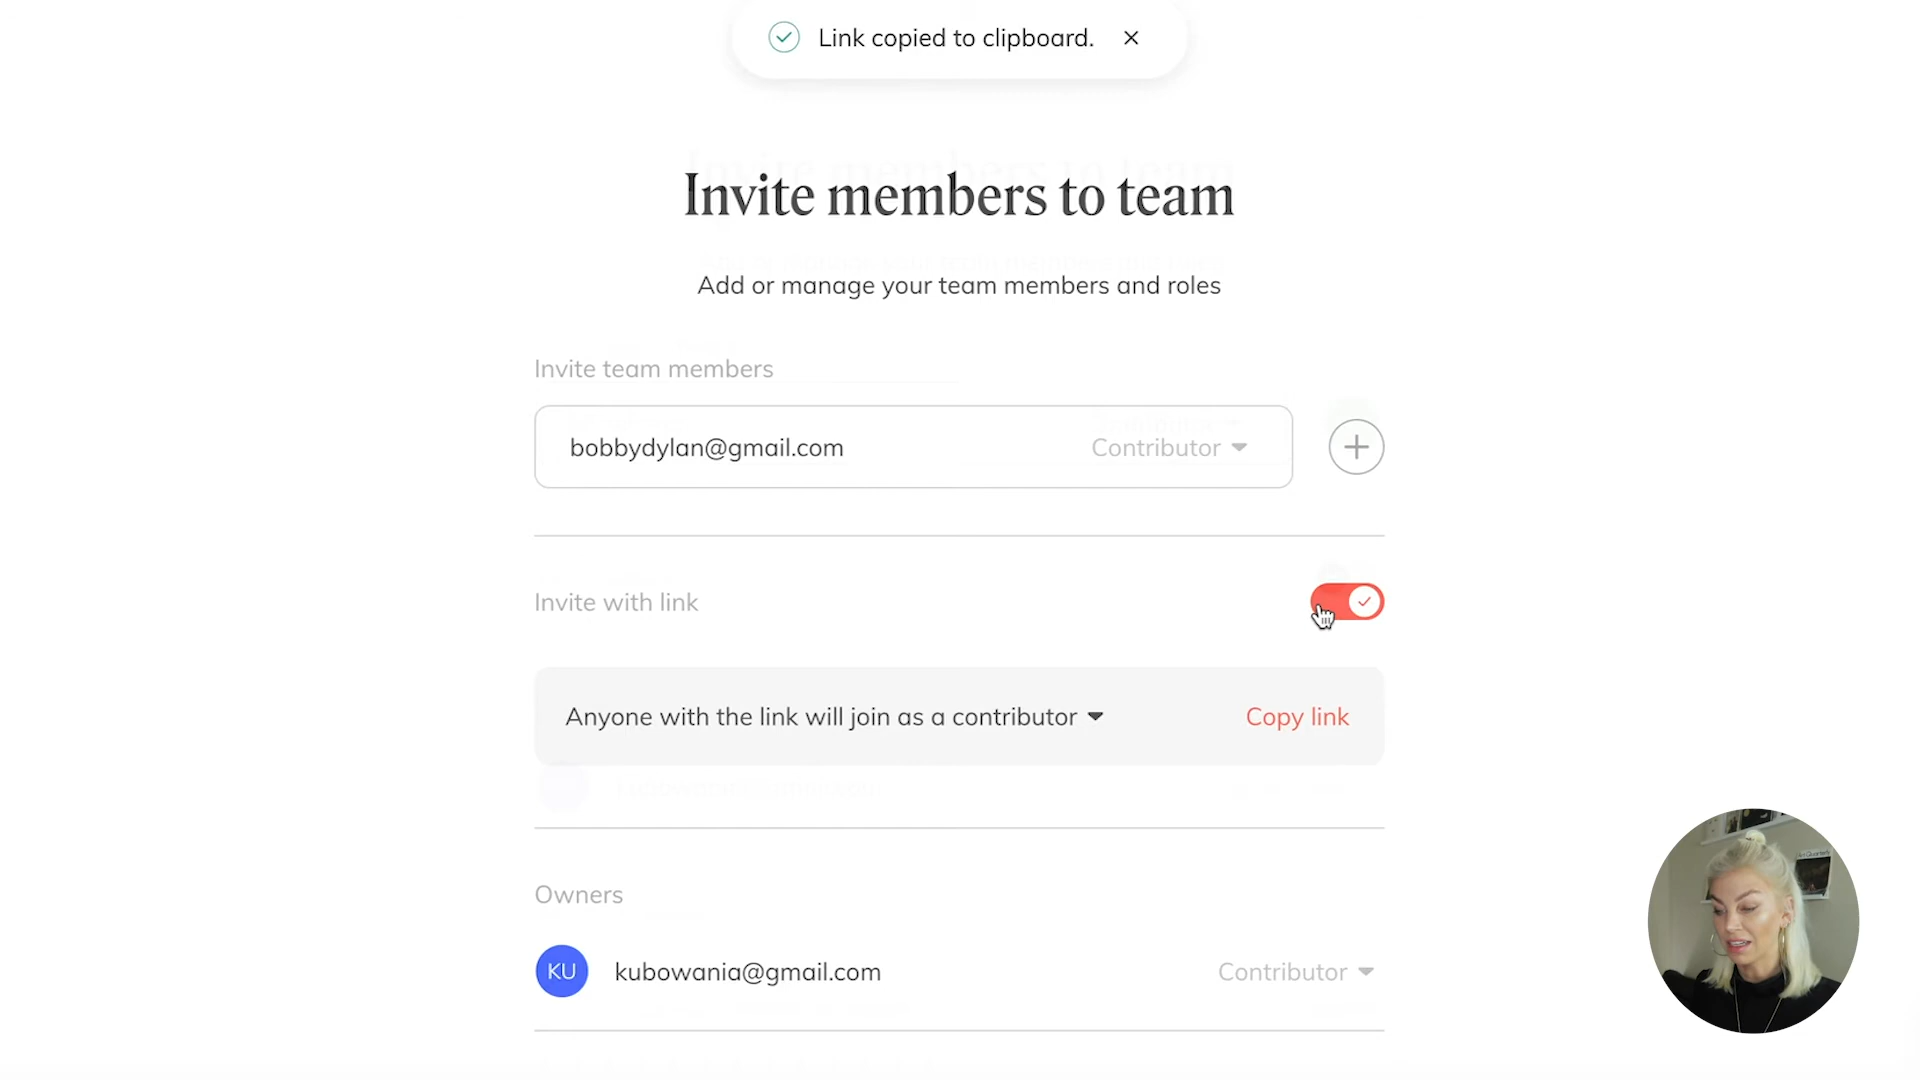 Link copied to clipboard.
Invite members to team
Add or manage your team members and roles
Invite team members
bobbydylan@gmail.com
Contributor
Invite with link
Anyone with the link will join as a contributor
Copy link
Owners
KU
kubowania@gmail.com
Contributor